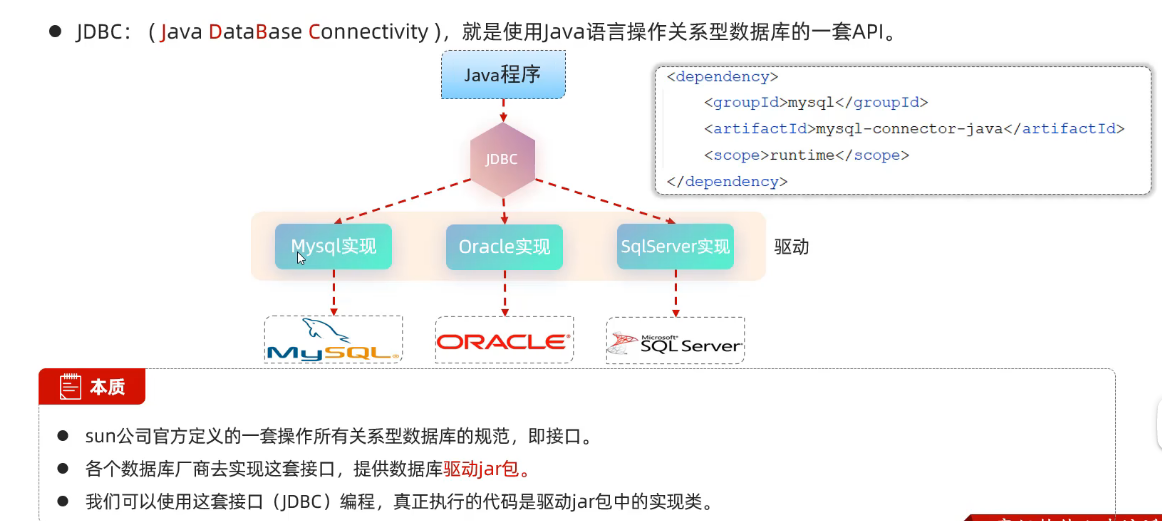 ● JDBC：（Java DataBase Connectivity），就是使用Java语言操作关系型数据库的一套API。
Java程序
JDBC
Mysql实现
Oracle实现
SqlServer实现
驱动
MySQL®
ORACLE®
Microsoft®
SQL Server
<dependency>
<groupId>mysql</groupId>
<artifactId>mysql-connector-java</artifactId>
<scope>runtime</scope>
</dependency>
本质
● sun公司官方定义的一套操作所有关系型数据库的规范，即接口。
● 各个数据库厂商去实现这套接口，提供数据库驱动jar包。
● 我们可以使用这套接口（JDBC）编程，真正执行的代码是驱动jar包中的实现类。